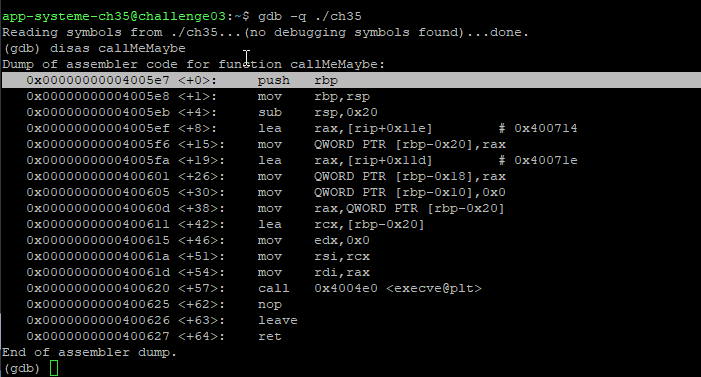 app-systeme-ch35@challenge03:~$ gdb -q ./ch35
Reading symbols from ./ch35...(no debugging symbols found)...done.
(gdb) disas callMeMaybe
Dump of assembler code for function callMeMaybe:
   0x00000000004005e7 <+0>:     push   rbp
   0x00000000004005e8 <+1>:     mov    rbp,rsp
   0x00000000004005eb <+4>:     sub    rsp,0x20
   0x00000000004005ef <+8>:     lea    rax,[rip+0x11e]        # 0x400714
   0x00000000004005f6 <+15>:    mov    QWORD PTR [rbp-0x20],rax
   0x00000000004005fa <+19>:    lea    rax,[rip+0x11d]        # 0x40071e
   0x0000000000400601 <+26>:    mov    QWORD PTR [rbp-0x18],rax
   0x0000000000400605 <+30>:    mov    QWORD PTR [rbp-0x10],0x0
   0x000000000040060d <+38>:    mov    rax,QWORD PTR [rbp-0x20]
   0x0000000000400611 <+42>:    lea    rcx,[rbp-0x20]
   0x0000000000400615 <+46>:    mov    edx,0x0
   0x000000000040061a <+51>:    mov    rsi,rcx
   0x000000000040061d <+54>:    mov    rdi,rax
   0x0000000000400620 <+57>:    call   0x4004e0 <execve@plt>
   0x0000000000400625 <+62>:    nop
   0x0000000000400626 <+63>:    leave
   0x0000000000400627 <+64>:    ret
End of assembler dump.
(gdb)